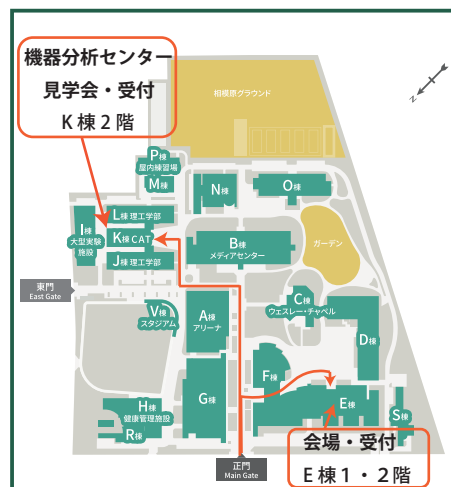 機器分析センター
見学会・受付
K棟2階
相模原グラウンド
N
P棟
屋内練習場
M棟
N棟
O棟
L棟 理工学部
I棟
大型実験
施設
K棟 CAT
J棟 理工学部
B棟
メディアセンター
ガーデン
東門
East Gate
V棟
スタジアム
A棟
アリーナ
C棟
ウェスレー・チャペル
D棟
F棟
G棟
E棟
S棟
H棟
健康管理施設
R棟
正門
Main Gate
会場・受付
E棟1・2階